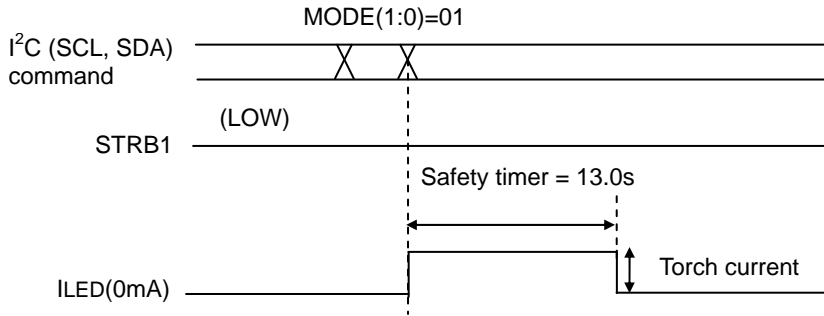 MODE(1:0)=01
I²C (SCL, SDA)
command
(LOW)
STRB1
Safety timer = 13.0s
Torch current
ILED(0mA)